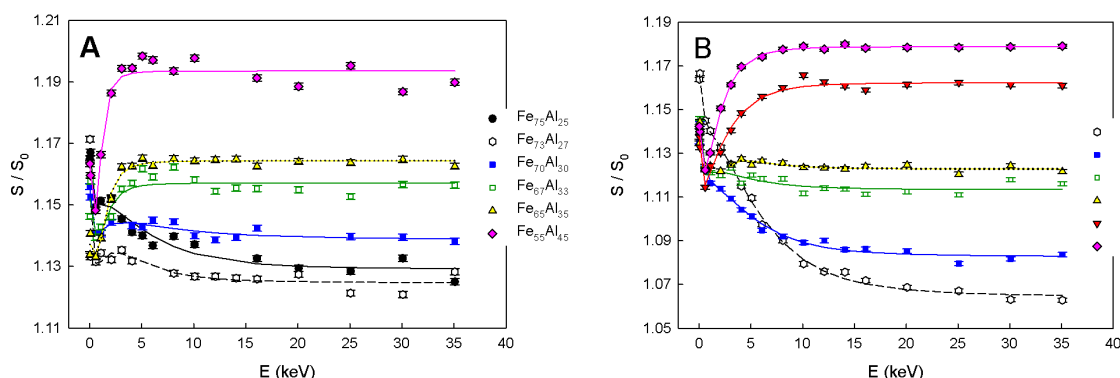 A
S / S₀
1.21
1.19
1.17
1.15
1.13
1.11
0 5 10 15 20 25 30 35 40
E (keV)
Fe₇₅Al₂₅
Fe₇₃Al₂₇
Fe₇₀Al₃₀
Fe₆₇Al₃₃
Fe₆₅Al₃₅
Fe₅₅Al₄₅
B
S / S₀
1.19
1.17
1.15
1.13
1.11
1.09
1.07
1.05
0 5 10 15 20 25 30 35 40
E (keV)